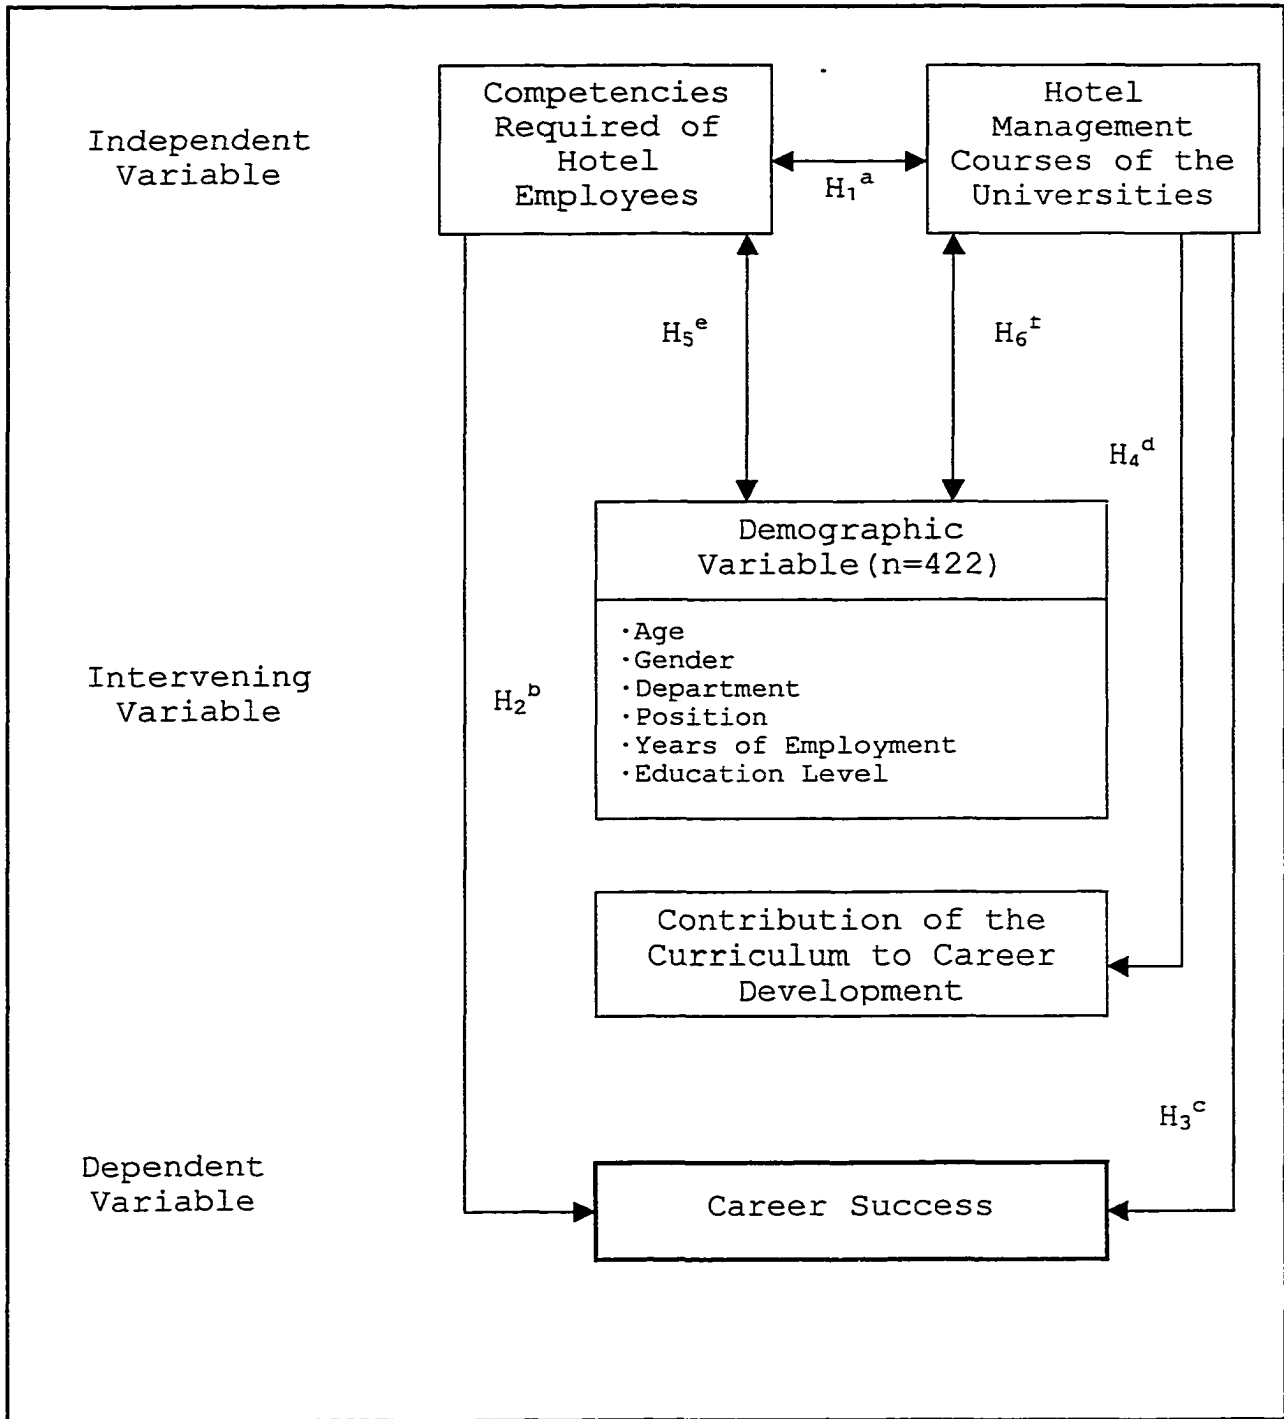 Independent
Variable
Competencies
Required of
Hotel
Employees
H₁ᵃ
Hotel
Management
Courses of the
Universities
H₅ᵉ
H₆ᶠ
H₄ᵈ
Demographic
Variable(n=422)
·Age
·Gender
·Department
·Position
·Years of Employment
·Education Level
Intervening
Variable
H₂ᵇ
Contribution of the
Curriculum to Career
Development
H₃ᶜ
Dependent
Variable
Career Success